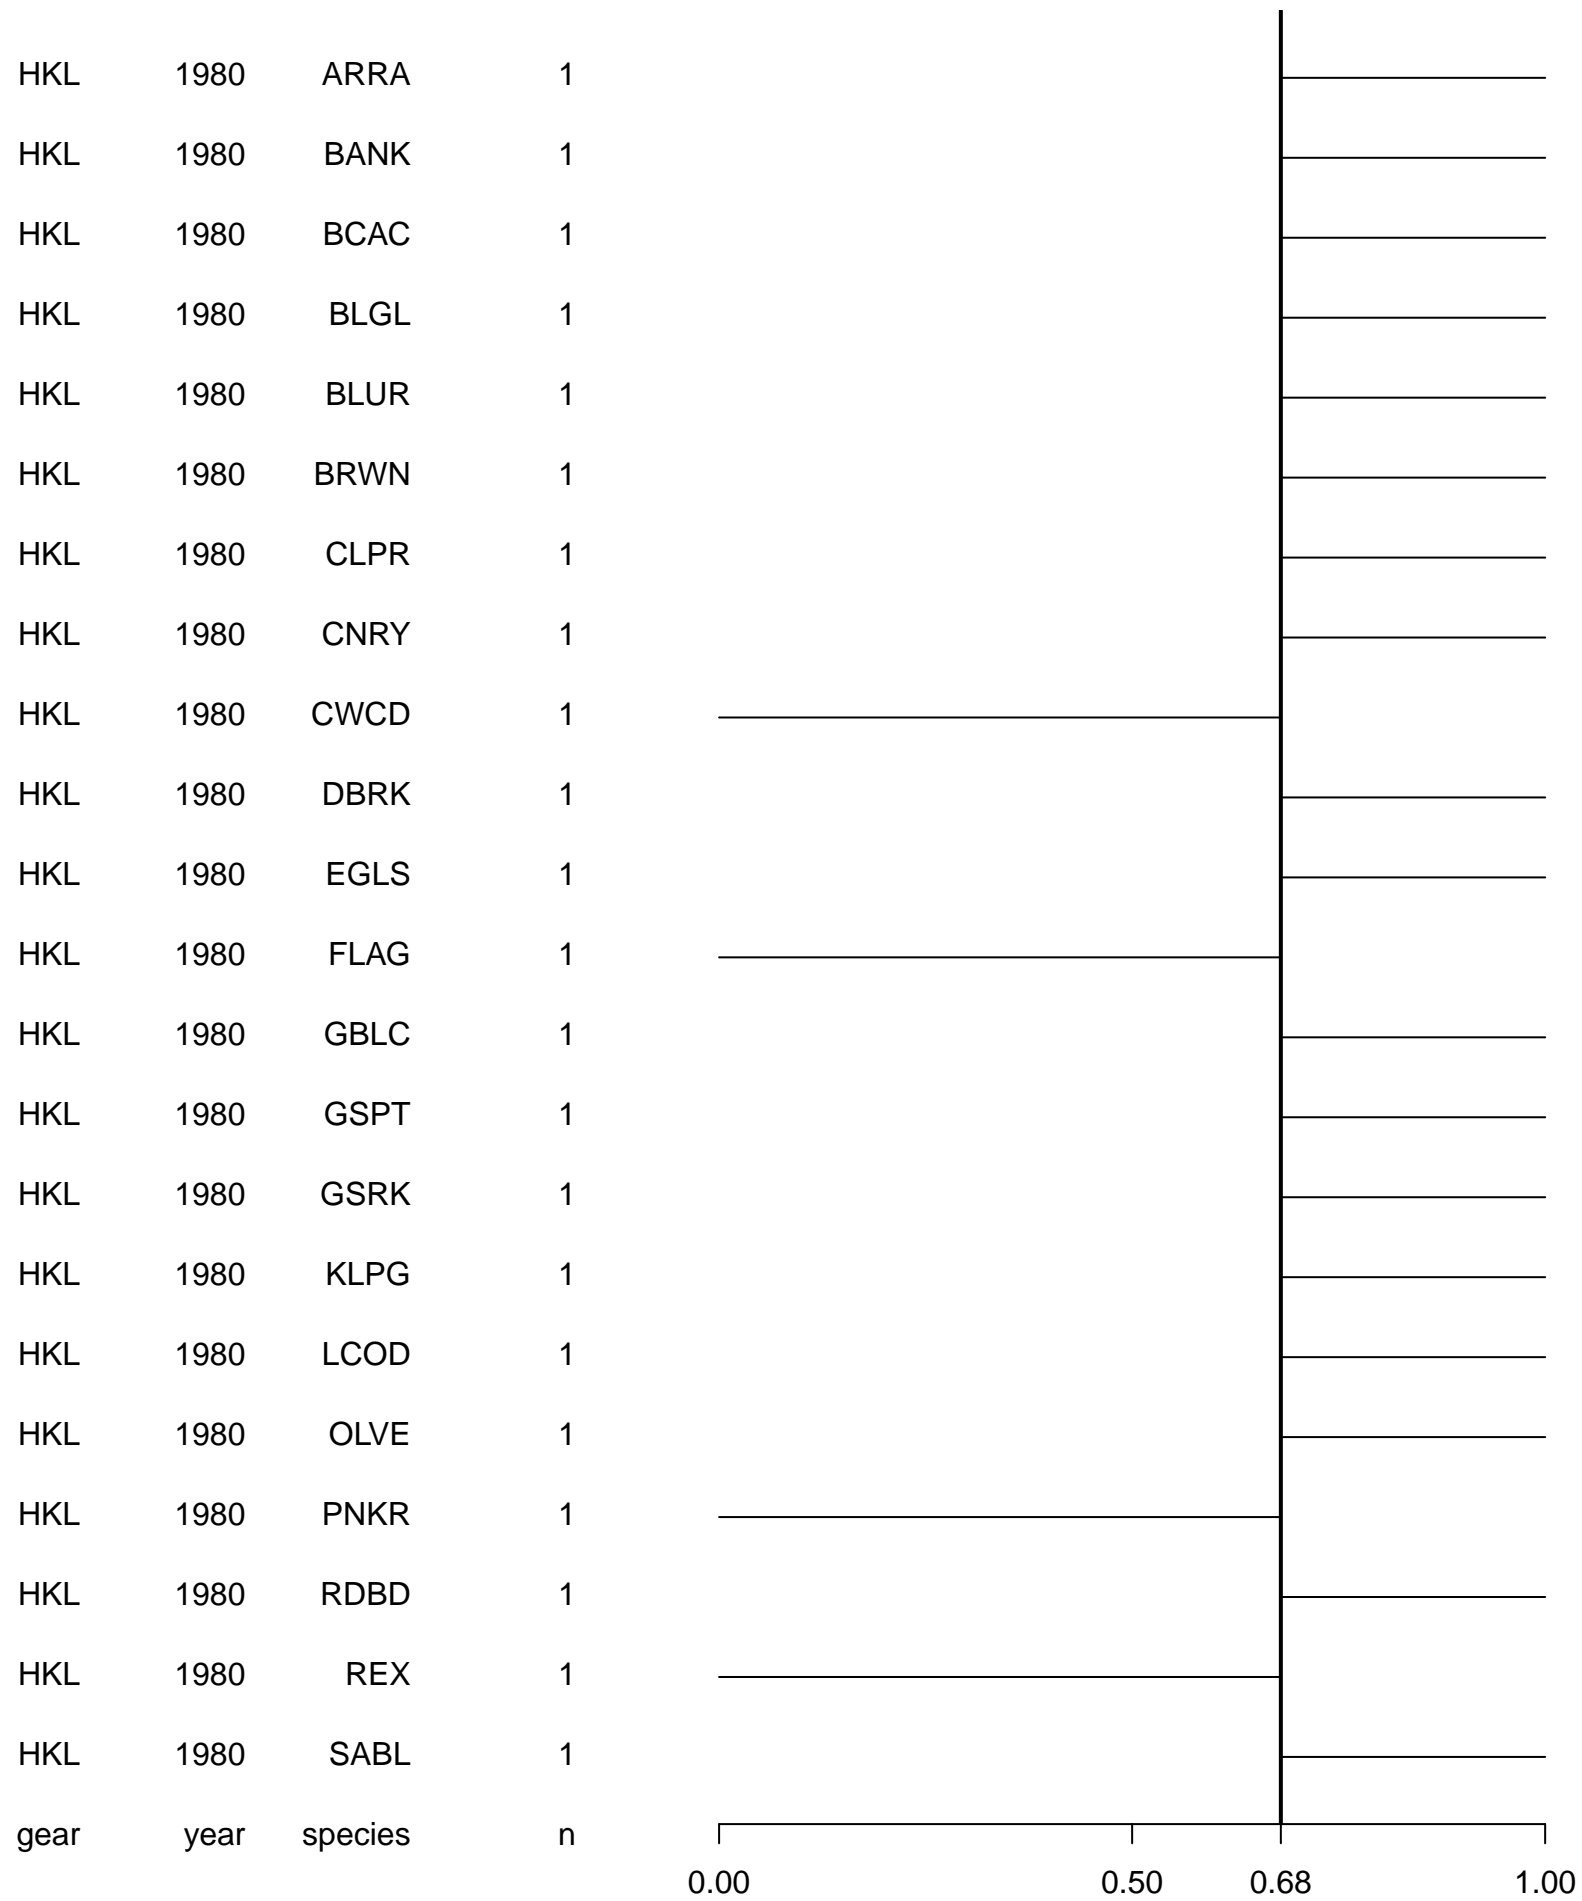 HKL 1980 ARRA 1
HKL 1980 BANK 1
HKL 1980 BCAC 1
HKL 1980 BLGL 1
HKL 1980 BLUR 1
HKL 1980 BRWN 1
HKL 1980 CLPR 1
HKL 1980 CNRY 1
HKL 1980 CWCD 1
HKL 1980 DBRK 1
HKL 1980 EGLS 1
HKL 1980 FLAG 1
HKL 1980 GBLC 1
HKL 1980 GSPT 1
HKL 1980 GSRK 1
HKL 1980 KLPG 1
HKL 1980 LCOD 1
HKL 1980 OLVE 1
HKL 1980 PNKR 1
HKL 1980 RDBD 1
HKL 1980 REX 1
HKL 1980 SABL 1
gear year species n
0.00 0.50 0.68 1.00